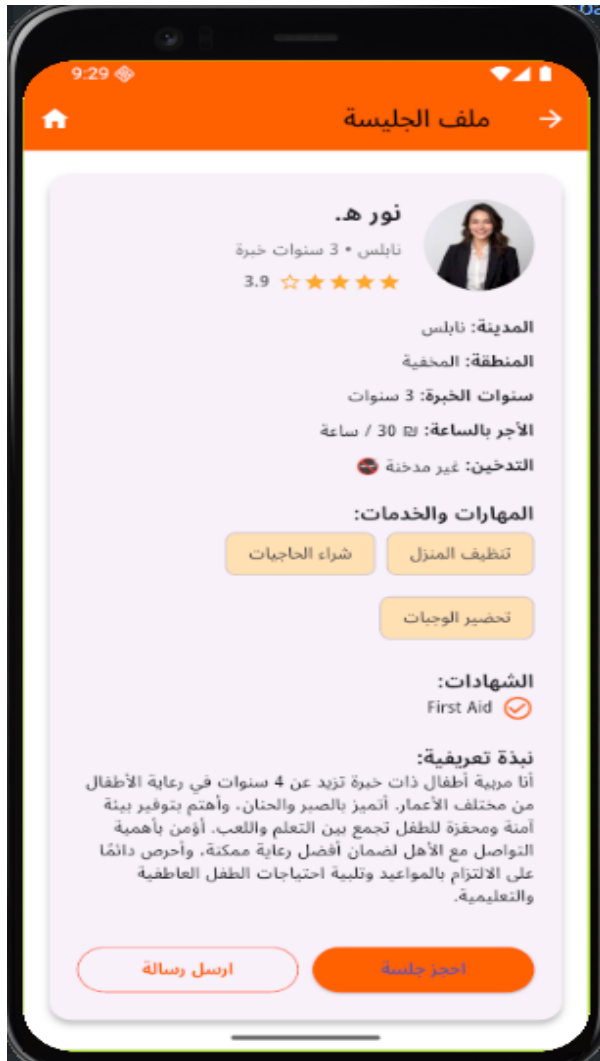 9:29
ملف الجليسة
نور ه.
نابلس • 3 سنوات خبرة
3.9
المدينة: نابلس
المنطقة: المخفية
سنوات الخبرة: 3 سنوات
الأجر بالساعة: ₪ 30 / ساعة
التدخين: غير مدخنة
المهارات والخدمات:
تنظيف المنزل
شراء الحاجيات
تحضير الوجبات
الشهادات:
First Aid
نبذة تعريفية:
أنا مربية أطفال ذات خبرة تزيد عن 4 سنوات في رعاية الأطفال
من مختلف الأعمار. أتميز بالصبر والحنان، وأهتم بتوفير بيئة
آمنة ومحفزة للطفل تجمع بين التعلم واللعب. أؤمن بأهمية
التواصل مع الأهل لضمان أفضل رعاية ممكنة، وأحرص دائمًا
على الالتزام بالمواعيد وتلبية احتياجات الطفل العاطفية
والتعليمية.
احجز جلسة
ارسل رسالة